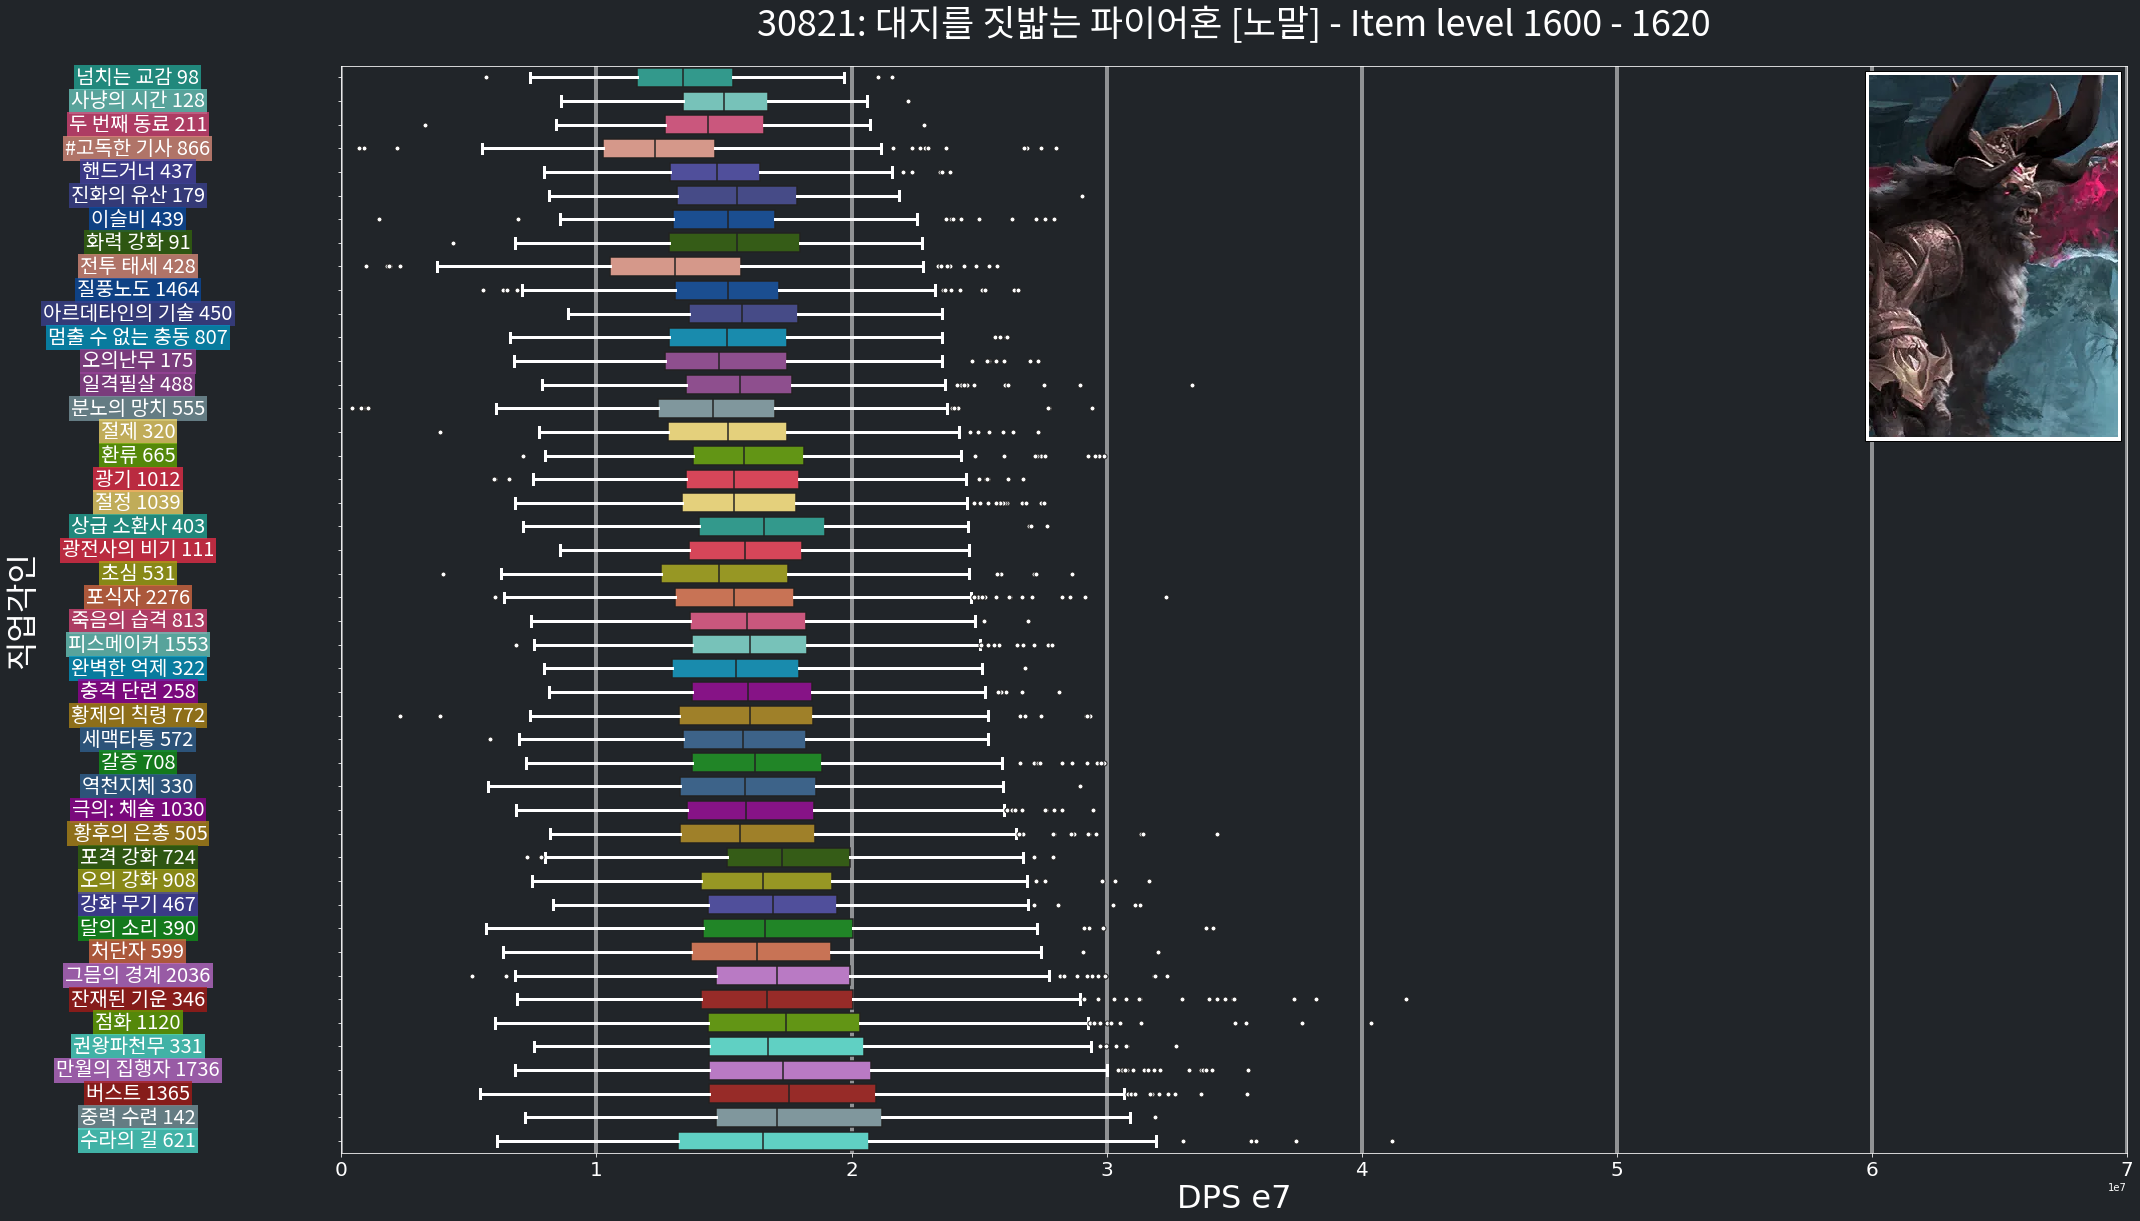 30821: 대지를 짓밟는 파이어혼 [노말] - Item level 1600 - 1620
넘치는 교감 98
사냥의 시간 128
두 번째 동료 211
#고독한 기사 866
핸드거너 437
진화의 유산 179
이슬비 439
화력 강화 91
전투 태세 428
질풍노도 1464
아르데타인의 기술 450
멈출 수 없는 충동 807
오의난무 175
일격필살 488
분노의 망치 555
절제 320
환류 665
광기 1012
절정 1039
상급 소환사 403
광전사의 비기 111
초심 531
포식자 2276
죽음의 습격 813
피스메이커 1553
완벽한 억제 322
충격 단련 258
황제의 칙령 772
세맥타통 572
갈증 708
역천지체 330
극의: 체술 1030
황후의 은총 505
포격 강화 724
오의 강화 908
강화 무기 467
달의 소리 390
처단자 599
그믐의 경계 2036
잔재된 기운 346
점화 1120
권왕파천무 331
만월의 집행자 1736
버스트 1365
중력 수련 142
수라의 길 621
직업각인
0 1 2 3 4 5 6 7
DPS e7
1e7